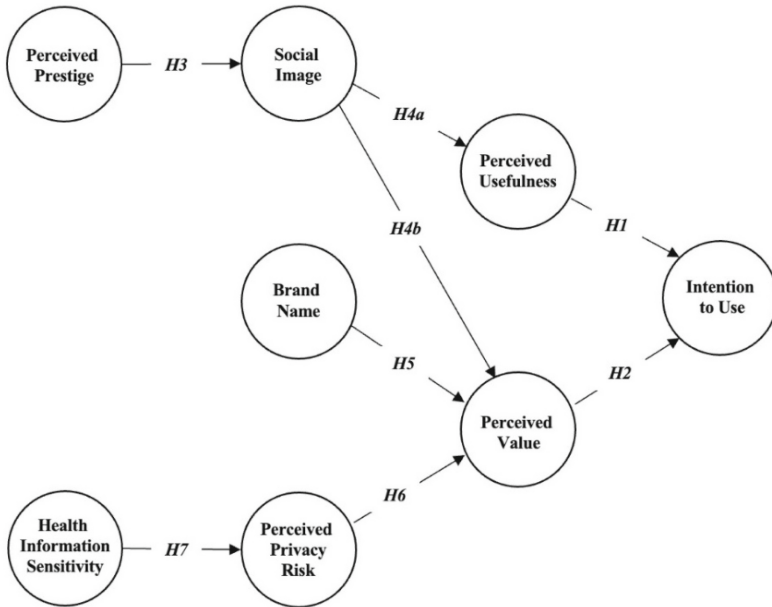 Perceived
Prestige
H3
Social
Image
H4a
Perceived
Usefulness
H4b
H1
Brand
Name
Intention
to Use
H5
H2
Perceived
Value
H6
Health
Information
Sensitivity
H7
Perceived
Privacy
Risk